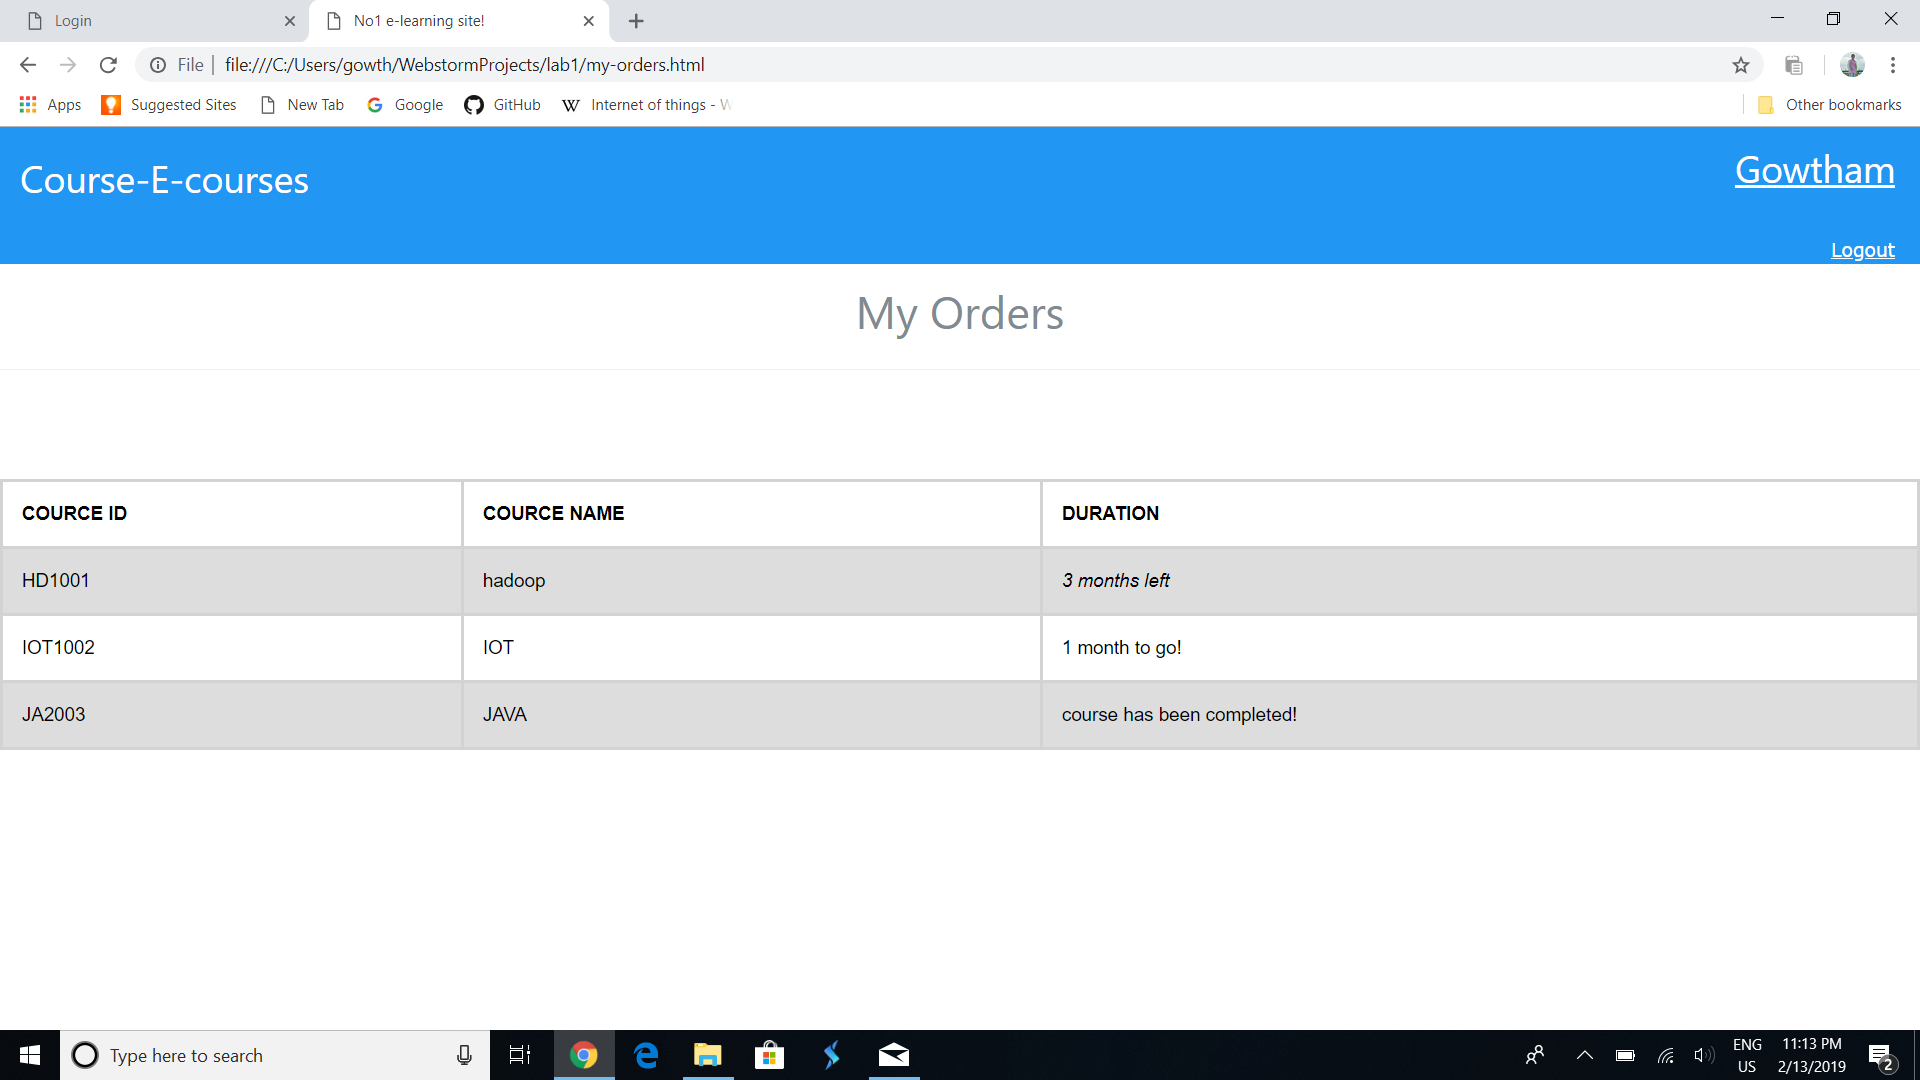 Login
No1 e-learning site!
File
file:///C:/Users/gowth/WebstormProjects/lab1/my-orders.html
Apps
Suggested Sites
New Tab
Google
GitHub
Internet of things - W
Other bookmarks
Course-E-courses
Gowtham
Logout
My Orders
COURCE ID COURCE NAME DURATION
HD1001 hadoop 3 months left
IOT1002 IOT 1 month to go!
JA2003 JAVA course has been completed!
Type here to search
ENG
US
11:13 PM
2/13/2019
2